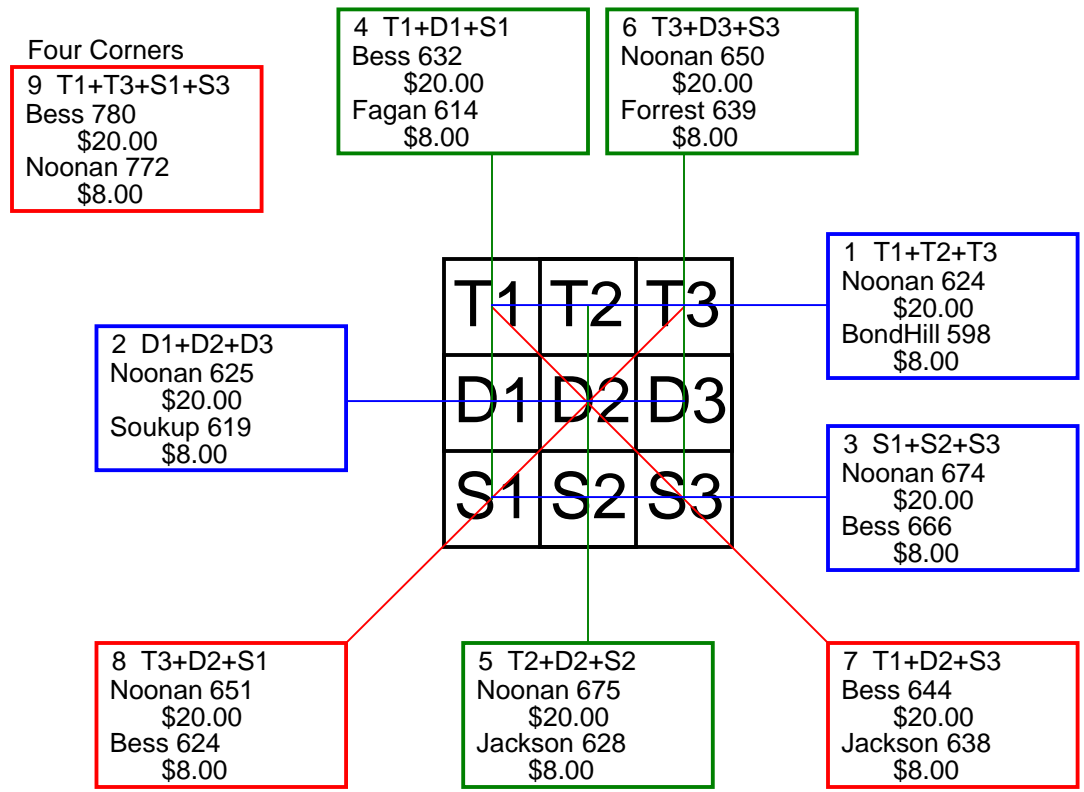 Four Corners
9 T1+T3+S1+S3
Bess 780
$20.00
Noonan 772
$8.00
4 T1+D1+S1
Bess 632
$20.00
Fagan 614
$8.00
6 T3+D3+S3
Noonan 650
$20.00
Forrest 639
$8.00
1 T1+T2+T3
Noonan 624
$20.00
BondHill 598
$8.00
2 D1+D2+D3
Noonan 625
$20.00
Soukup 619
$8.00
T1 T2 T3
D1 D2 D3
S1 S2 S3
3 S1+S2+S3
Noonan 674
$20.00
Bess 666
$8.00
8 T3+D2+S1
Noonan 651
$20.00
Bess 624
$8.00
5 T2+D2+S2
Noonan 675
$20.00
Jackson 628
$8.00
7 T1+D2+S3
Bess 644
$20.00
Jackson 638
$8.00